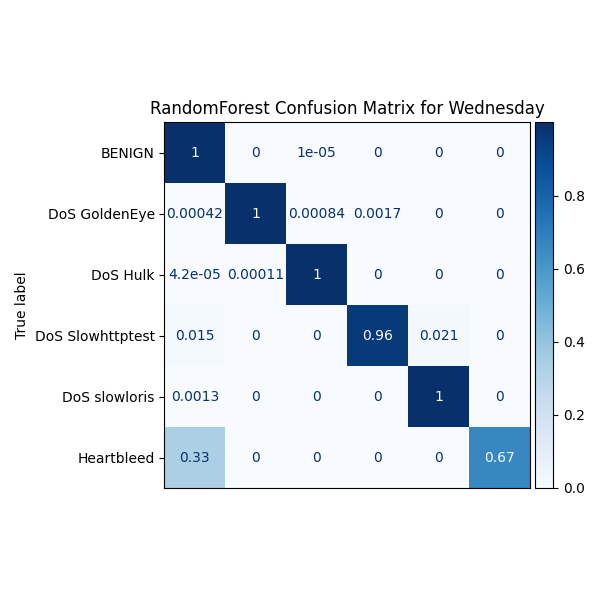 RandomForest Confusion Matrix for Wednesday
BENIGN 1 0 1e-05 0 0 0
DoS GoldenEye 0.00042 1 0.00084 0.0017 0 0
DoS Hulk 4.2e-05 0.00011 1 0 0 0
DoS Slowhttptest 0.015 0 0 0.96 0.021 0
DoS slowloris 0.0013 0 0 0 1 0
Heartbleed 0.33 0 0 0 0 0.67
True label
0.8
0.6
0.4
0.2
0.0